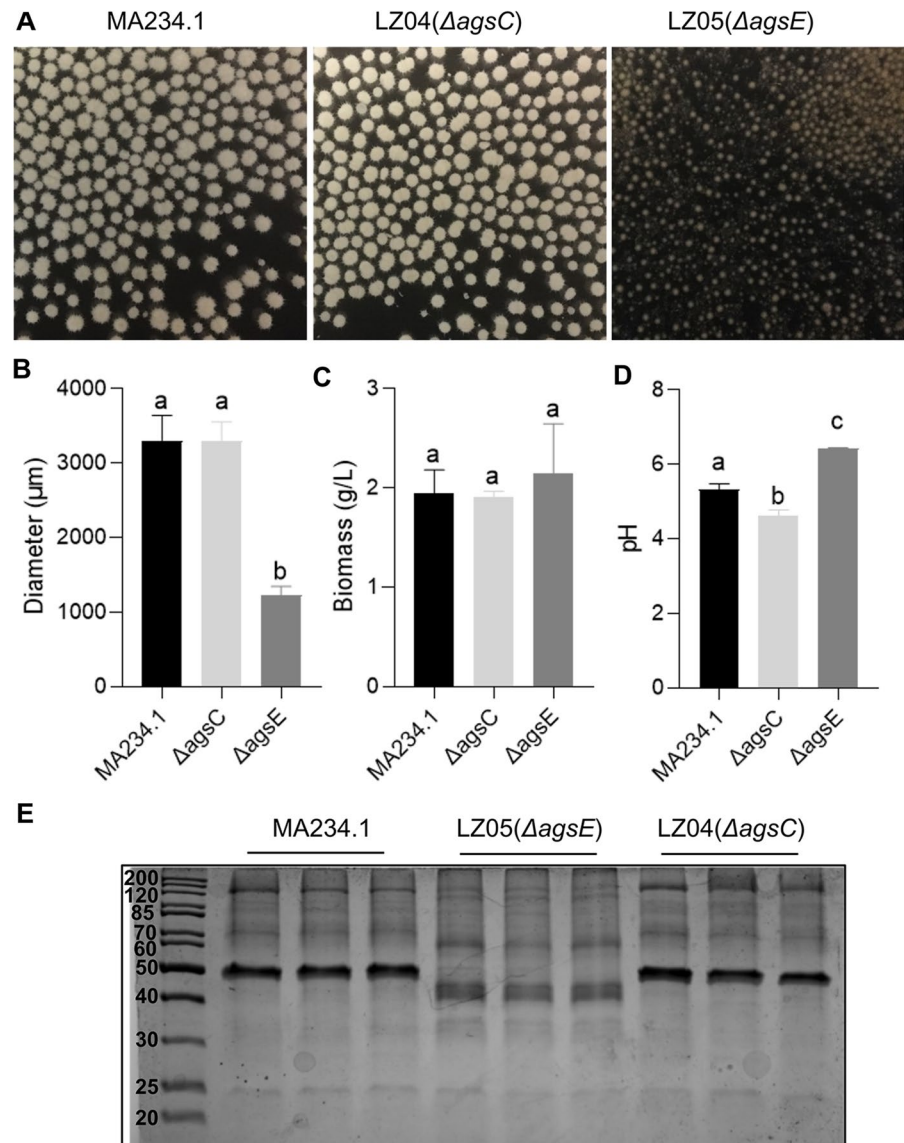 A
MA234.1 LZ04(ΔagsC) LZ05(ΔagsE)
B
4000
3000
2000
1000
0
Diameter (µm)
a a b
MA234.1 ΔagsC ΔagsE
C
3
2
1
0
Biomass (g/L)
a a a
MA234.1 ΔagsC ΔagsE
D
8
6
4
2
0
pH
a b c
MA234.1 ΔagsC ΔagsE
E
MA234.1 LZ05(ΔagsE) LZ04(ΔagsC)
200
120
85
70
60
50
40
30
25
20